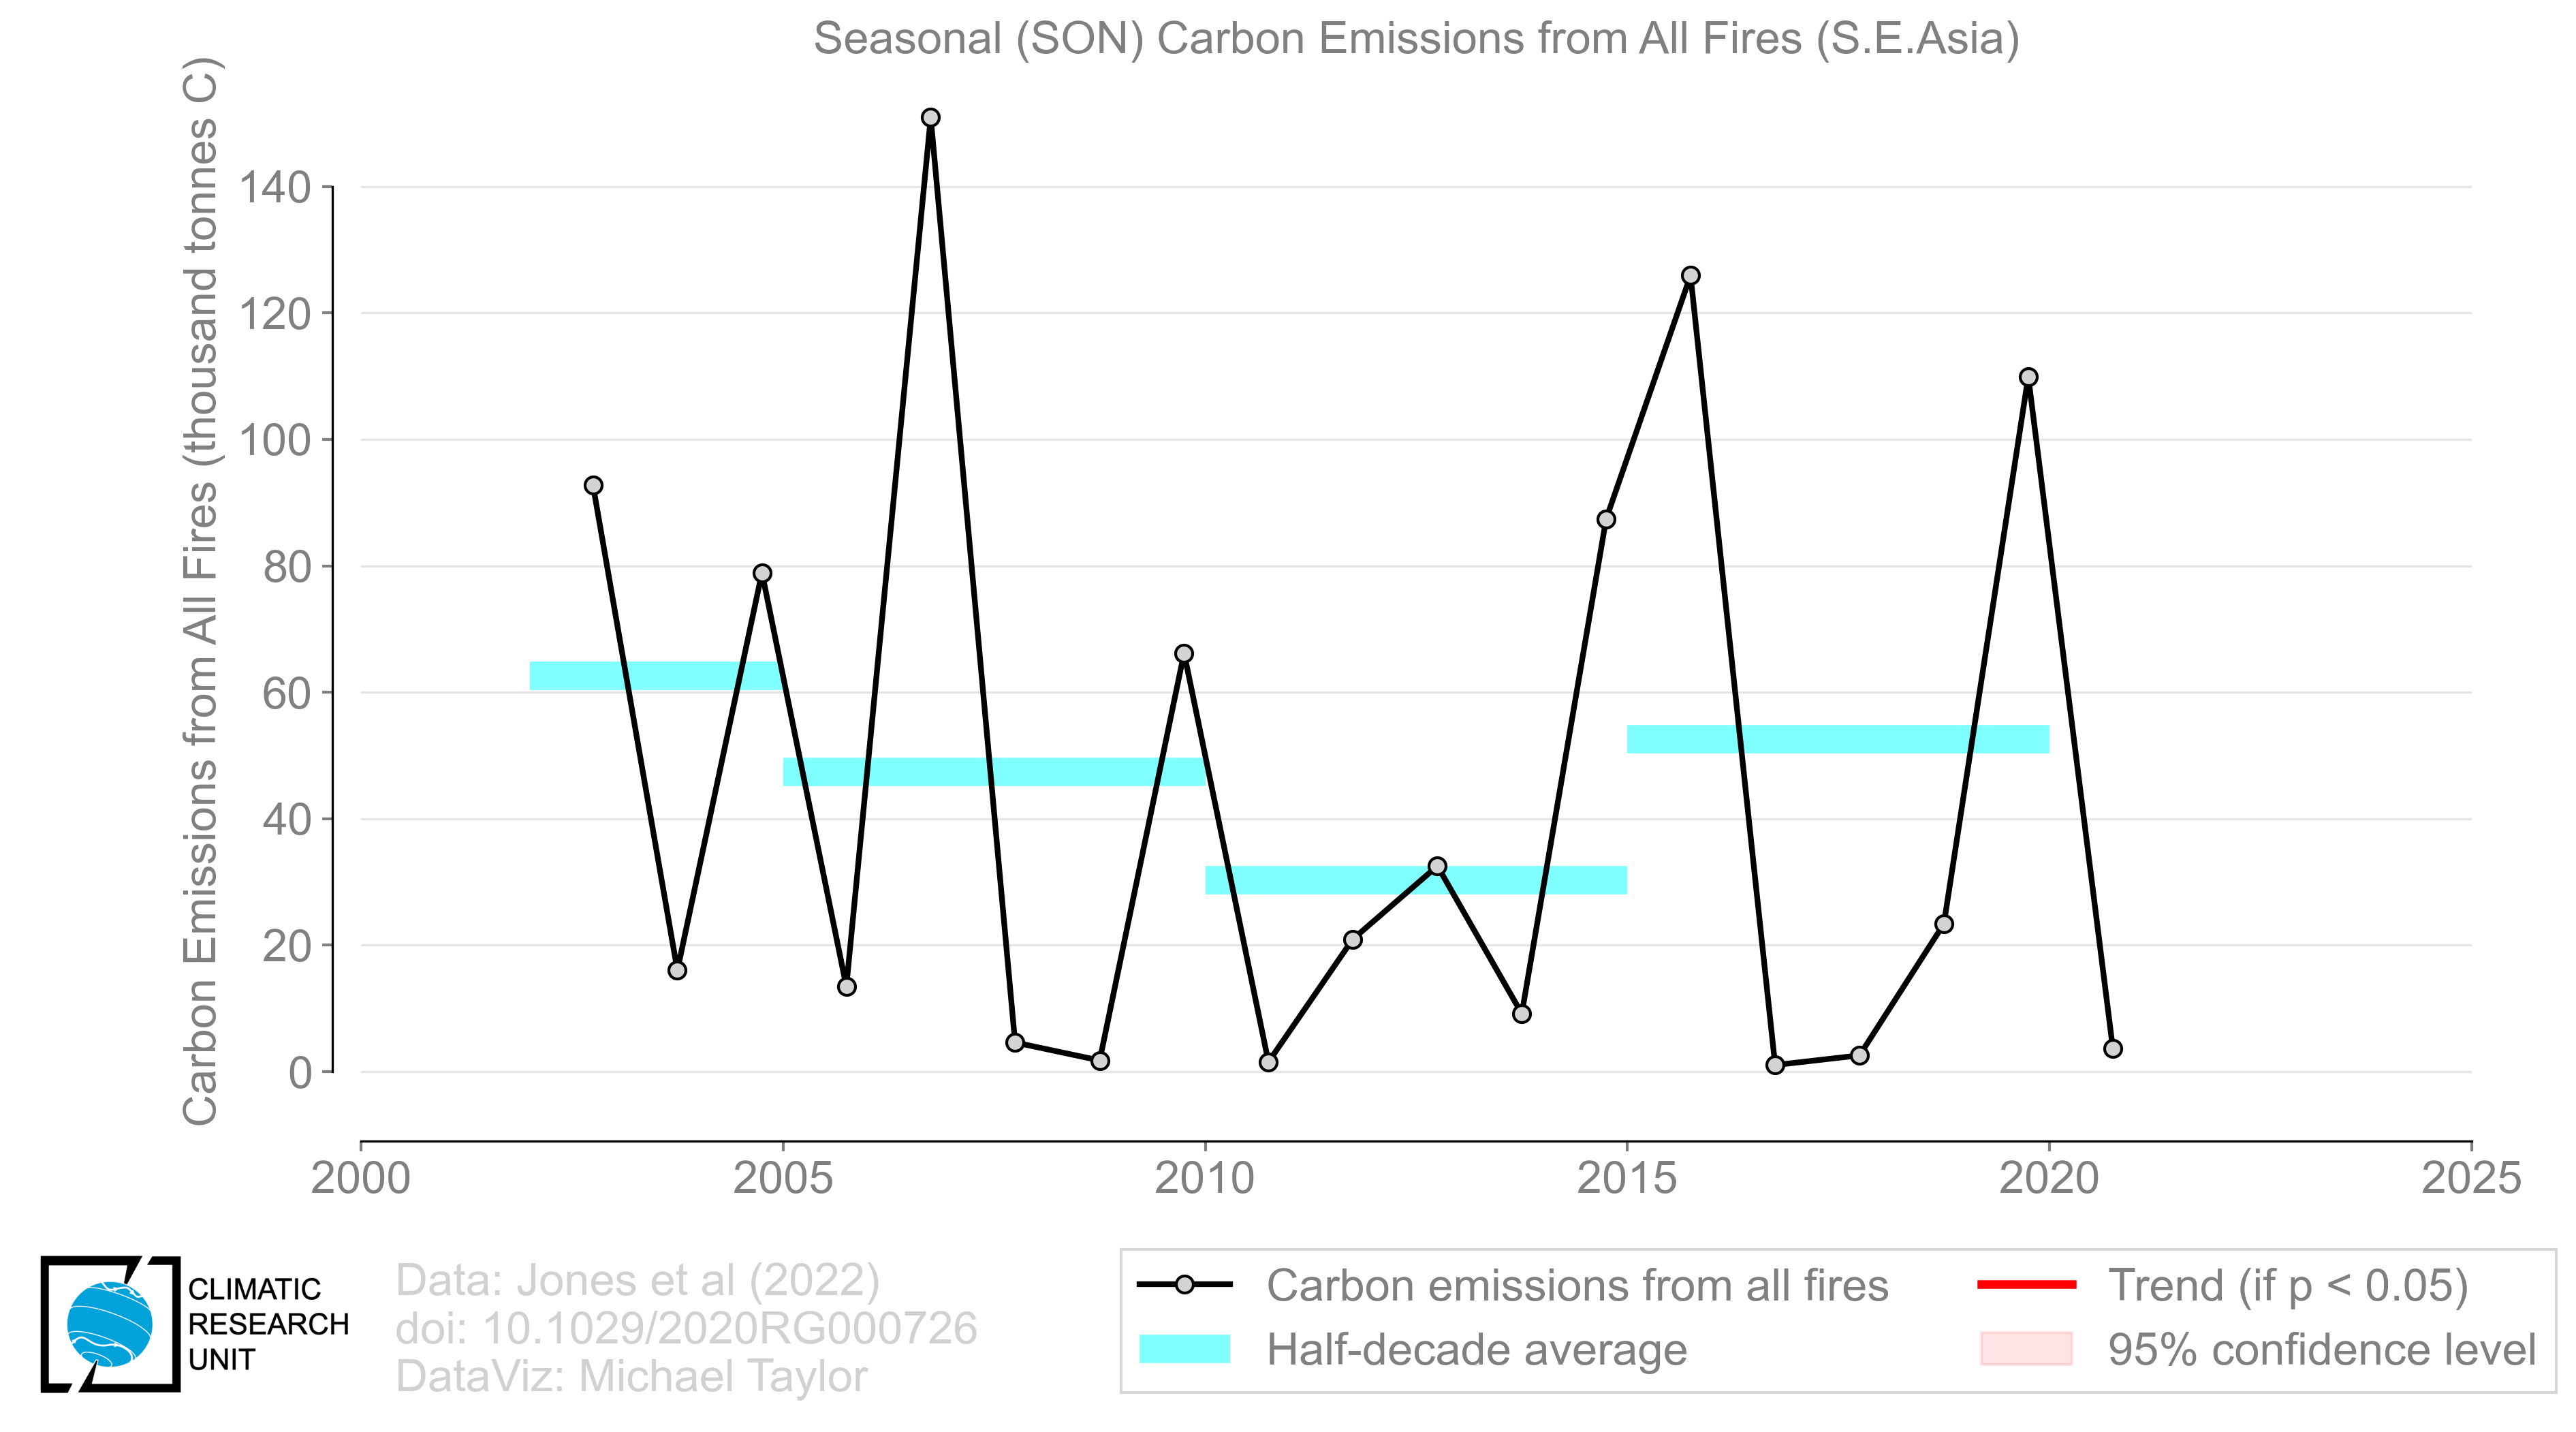 Seasonal (SON) Carbon Emissions from All Fires (S.E.Asia)
Carbon Emissions from All Fires (thousand tonnes C)
140
120
100
80
60
40
20
0
2000
2005
2010
2015
2020
2025
CLIMATIC
RESEARCH
UNIT
Data: Jones et al (2022)
doi: 10.1029/2020RG000726
DataViz: Michael Taylor
Carbon emissions from all fires
Half-decade average
Trend (if p < 0.05)
95% confidence level